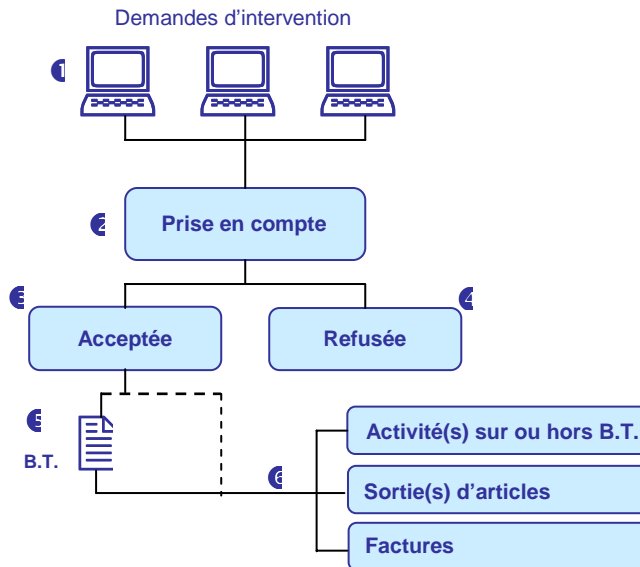 Demandes d'intervention
1
2
Prise en compte
3
Acceptée
4
Refusée
5
B.T.
6
Activité(s) sur ou hors B.T.
Sortie(s) d'articles
Factures